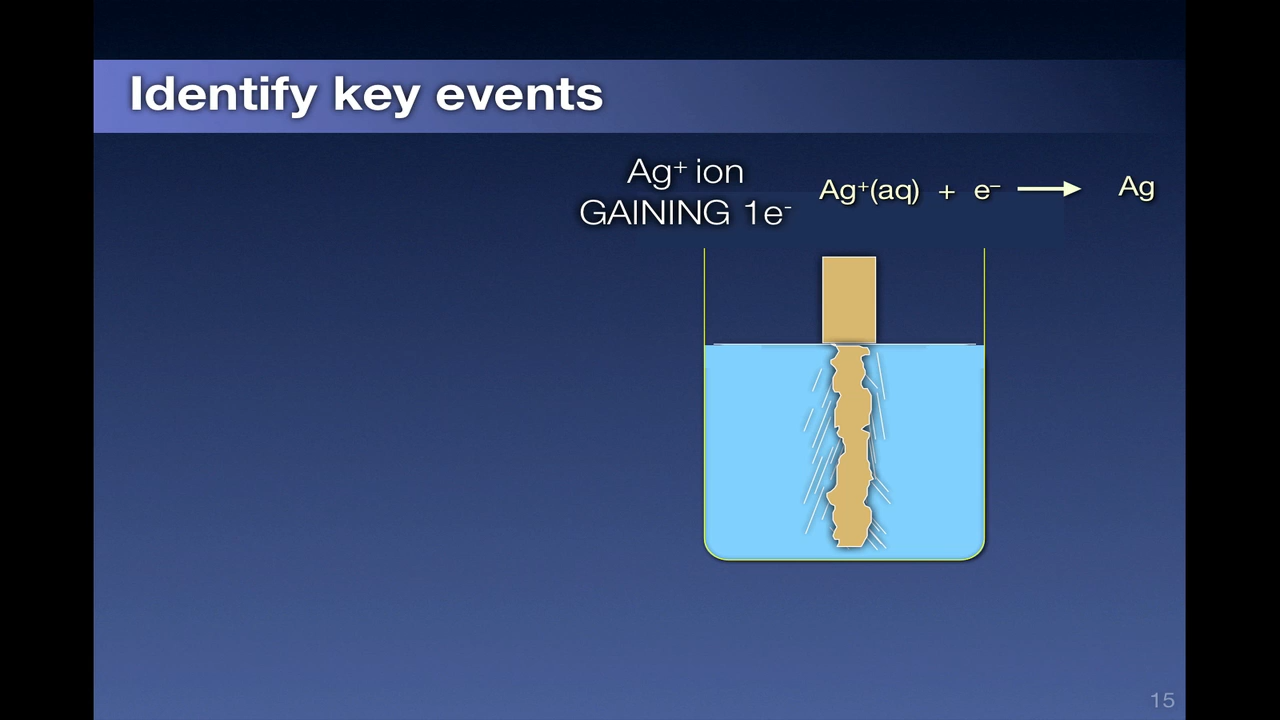 Identify key events
Ag⁺ ion
GAINING 1e⁻
Ag⁺(aq) + e⁻ ⟶ Ag
15